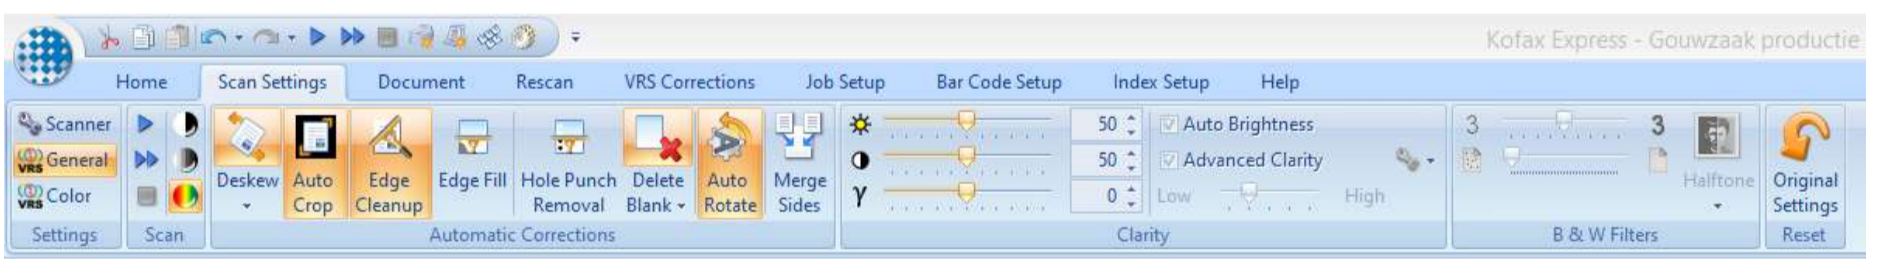 Kofax Express - Gouwzaak productie
Home Scan Settings Document Rescan VRS Corrections Job Setup Bar Code Setup Index Setup Help
Scanner
VRS General
VRS Color
Settings
Scan
Deskew
Auto Crop
Edge Cleanup
Edge Fill
Hole Punch Removal
Delete Blank
Auto Rotate
Merge Sides
Automatic Corrections
50 Auto Brightness
50 Advanced Clarity
γ 0 Low High
Clarity
3 3
Halftone
B & W Filters
Original Settings
Reset